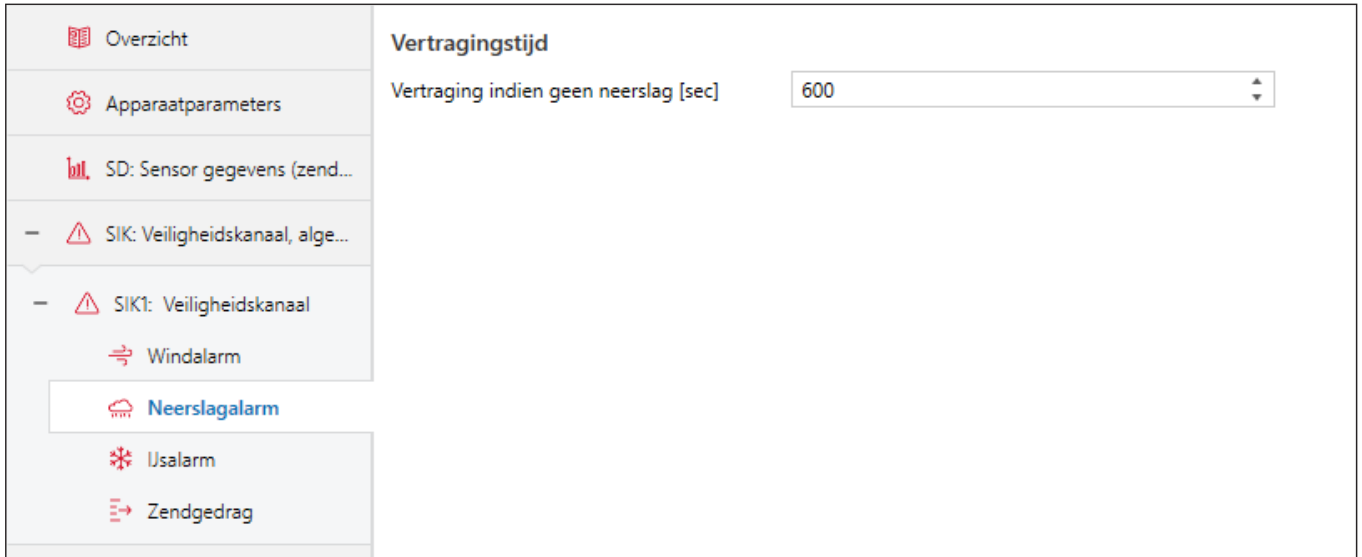 Overzicht
Apparaatparameters
SD: Sensor gegevens (zend...
SIK: Veiligheidskanaal, alge...
SIK1: Veiligheidskanaal
Windalarm
Neerslagalarm
IJsalarm
Zendgedrag
Vertragingstijd
Vertraging indien geen neerslag [sec] 600